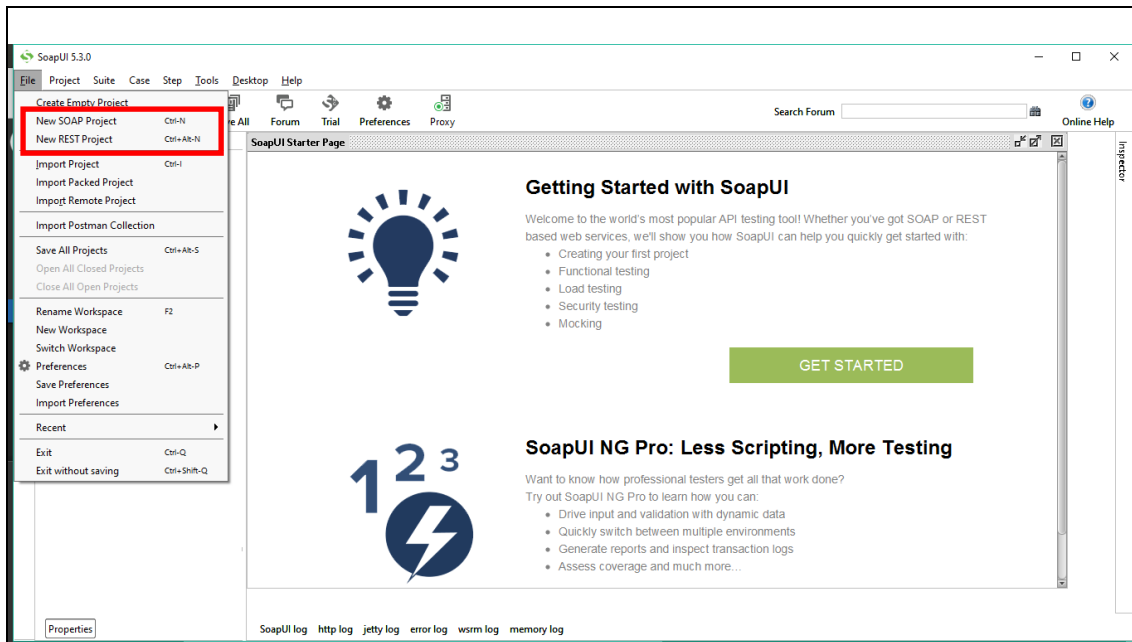 SoapUI 5.3.0
File Project Suite Case Step Tools Desktop Help
Create Empty Project
New SOAP Project Ctrl-N
New REST Project Ctrl+Alt-N
Import Project Ctrl-I
Import Packed Project
Import Remote Project
Import Postman Collection
Save All Projects Ctrl+Alt-S
Open All Closed Projects
Close All Open Projects
Rename Workspace F2
New Workspace
Switch Workspace
Preferences Ctrl+Alt-P
Save Preferences
Import Preferences
Recent
Exit Ctrl-Q
Exit without saving Ctrl+Shift-Q
All Forum Trial Preferences Proxy
Search Forum
Online Help
SoapUI Starter Page
Inspector
Getting Started with SoapUI
Welcome to the world's most popular API testing tool! Whether you've got SOAP or REST
based web services, we'll show you how SoapUI can help you quickly get started with:
• Creating your first project
• Functional testing
• Load testing
• Security testing
• Mocking
GET STARTED
1 2 3
SoapUI NG Pro: Less Scripting, More Testing
Want to know how professional testers get all that work done?
Try out SoapUI NG Pro to learn how you can:
• Drive input and validation with dynamic data
• Quickly switch between multiple environments
• Generate reports and inspect transaction logs
• Assess coverage and much more...
Properties
SoapUI log http log jetty log error log wsrm log memory log